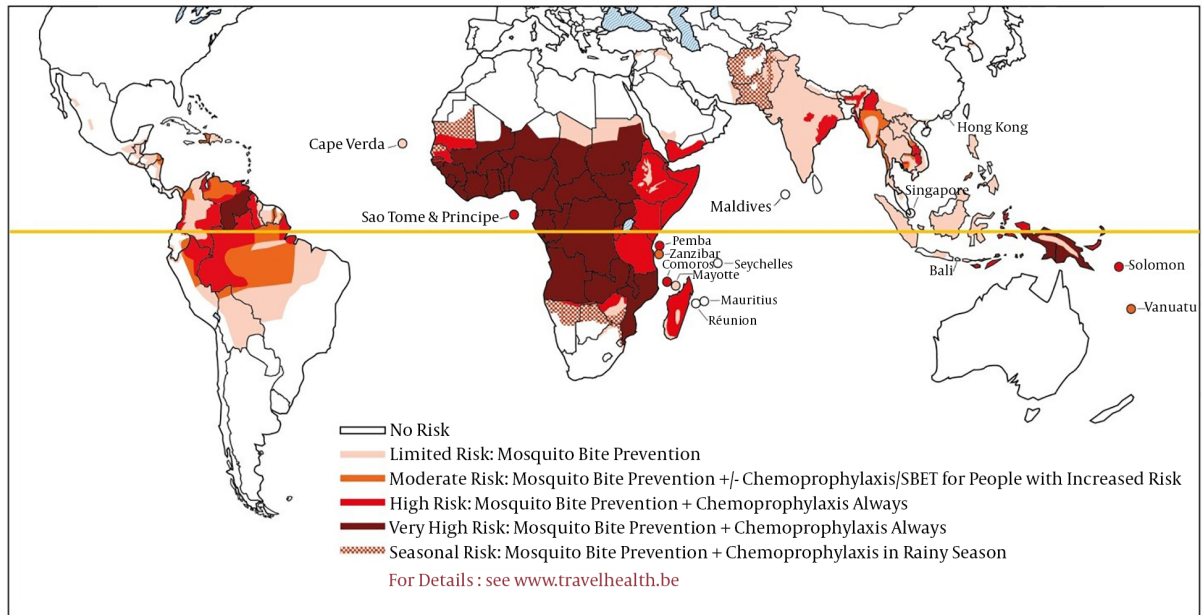 Cape Verda
Hong Kong
Singapore
Maldives
Sao Tome & Principe
Pemba
Zanzibar
Comoros
Seychelles
Mayotte
Bali
Solomon
Mauritius
Vanuatu
Réunion
No Risk
Limited Risk: Mosquito Bite Prevention
Moderate Risk: Mosquito Bite Prevention +/- Chemoprophylaxis/SBET for People with Increased Risk
High Risk: Mosquito Bite Prevention + Chemoprophylaxis Always
Very High Risk: Mosquito Bite Prevention + Chemoprophylaxis Always
Seasonal Risk: Mosquito Bite Prevention + Chemoprophylaxis in Rainy Season
For Details : see www.travelhealth.be